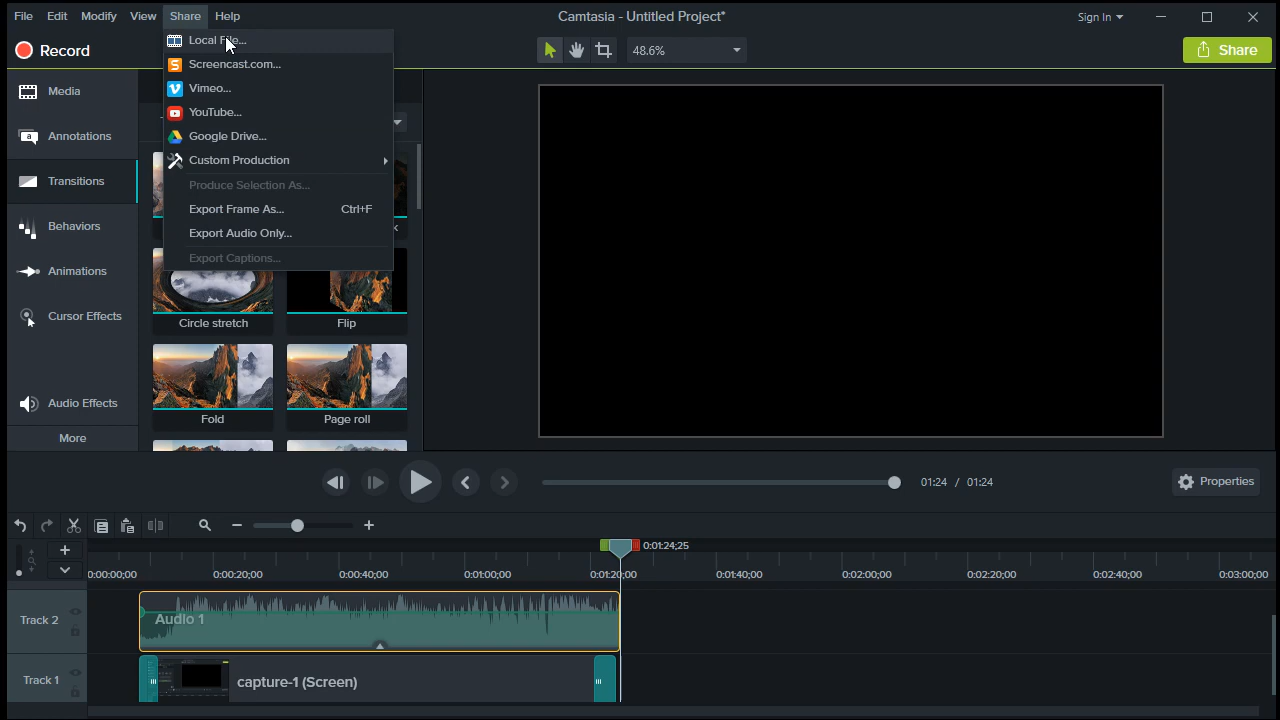 File Edit Modify View Share Help
Camtasia - Untitled Project*
Sign In
Record
48.6%
Share
Local File...
Screencast.com...
Vimeo...
YouTube...
Google Drive...
Custom Production
Produce Selection As...
Export Frame As... Ctrl+F
Export Audio Only...
Export Captions...
Media
Annotations
Transitions
Behaviors
Animations
Cursor Effects
Audio Effects
More
Circle stretch
Flip
Fold
Page roll
01:24 / 01:24
Properties
0:01:24;25
0:00:00;00 0:00:20;00 0:00:40;00 0:01:00;00 0:01:20;00 0:01:40;00 0:02:00;00 0:02:20;00 0:02:40;00 0:03:00;00
Track 2
Audio 1
Track 1
capture-1 (Screen)